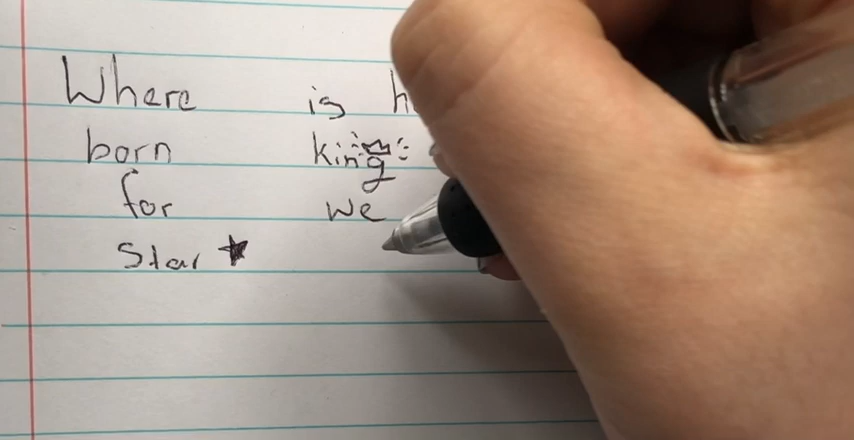 Where is h
born king
for we
star ★